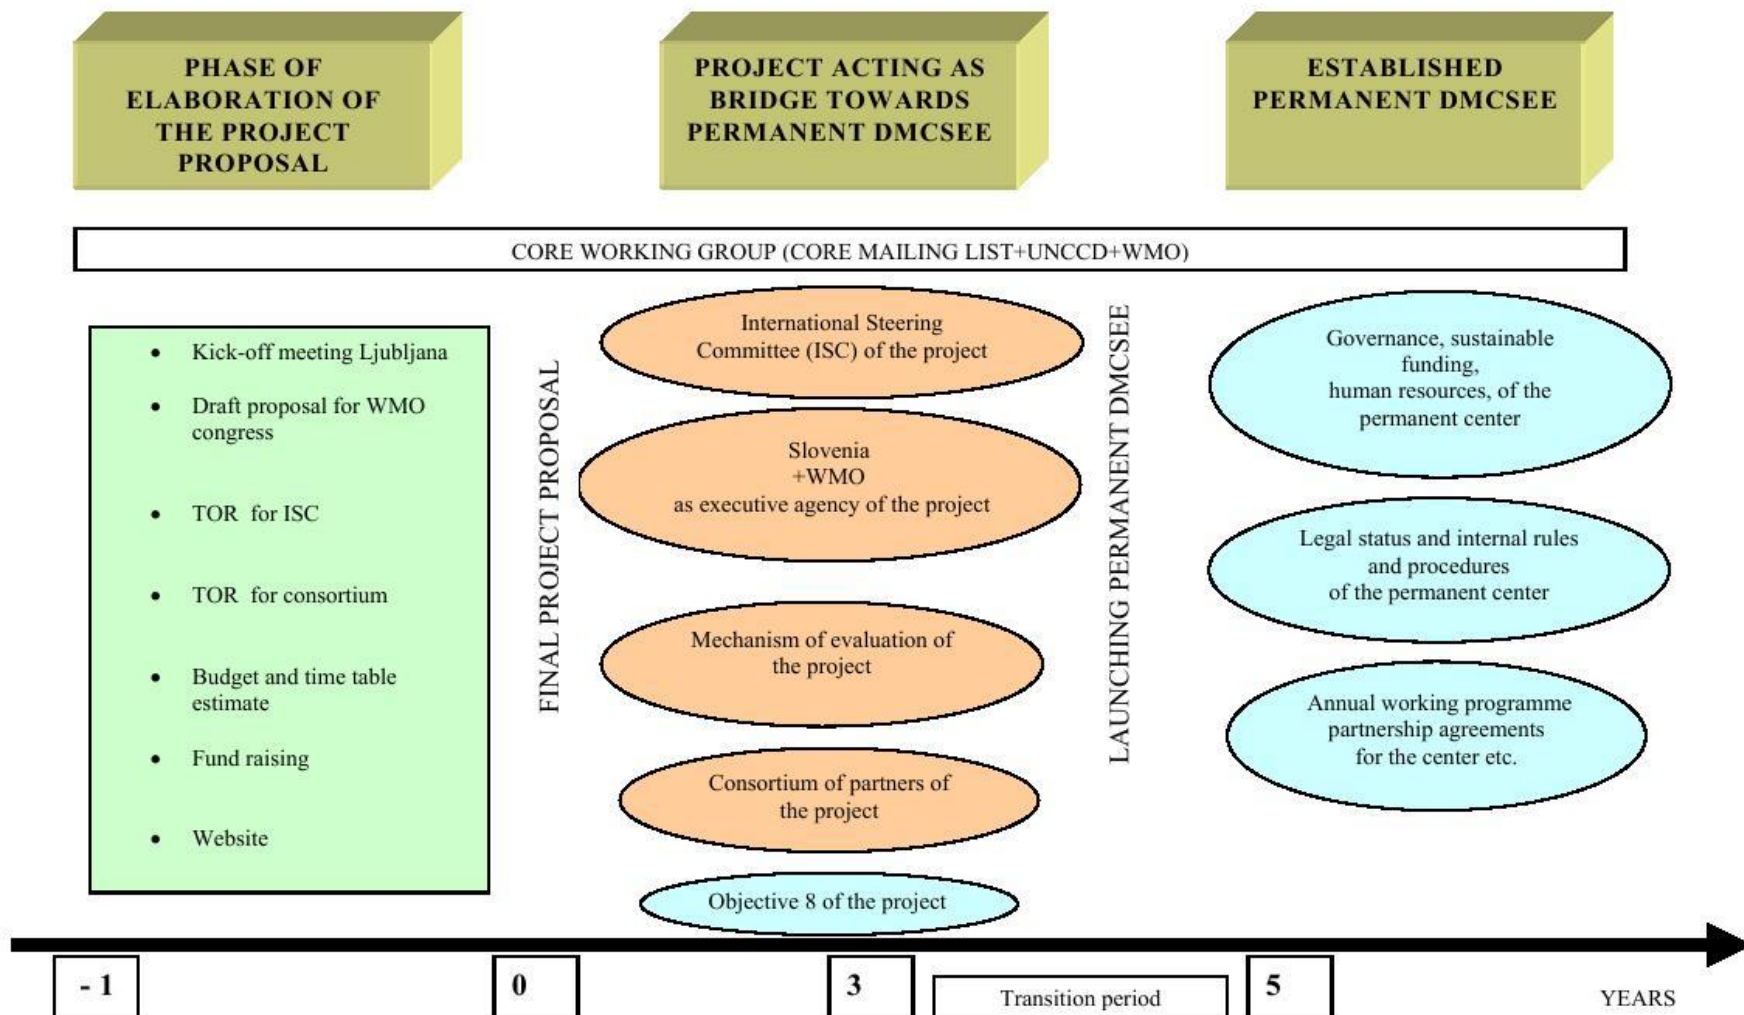 PHASE OF
ELABORATION OF
THE PROJECT
PROPOSAL
PROJECT ACTING AS
BRIDGE TOWARDS
PERMANENT DMCSEE
ESTABLISHED
PERMANENT DMCSEE
CORE WORKING GROUP (CORE MAILING LIST+UNCCD+WMO)
• Kick-off meeting Ljubljana
• Draft proposal for WMO
congress
• TOR for ISC
• TOR for consortium
• Budget and time table
estimate
• Fund raising
• Website
FINAL PROJECT PROPOSAL
International Steering
Committee (ISC) of the project
Slovenia
+WMO
as executive agency of the project
Mechanism of evaluation of
the project
Consortium of partners of
the project
Objective 8 of the project
LAUNCHING PERMANENT DMCSEE
Governance, sustainable
funding,
human resources, of the
permanent center
Legal status and internal rules
and procedures
of the permanent center
Annual working programme
partnership agreements
for the center etc.
- 1
0
3
Transition period
5
YEARS